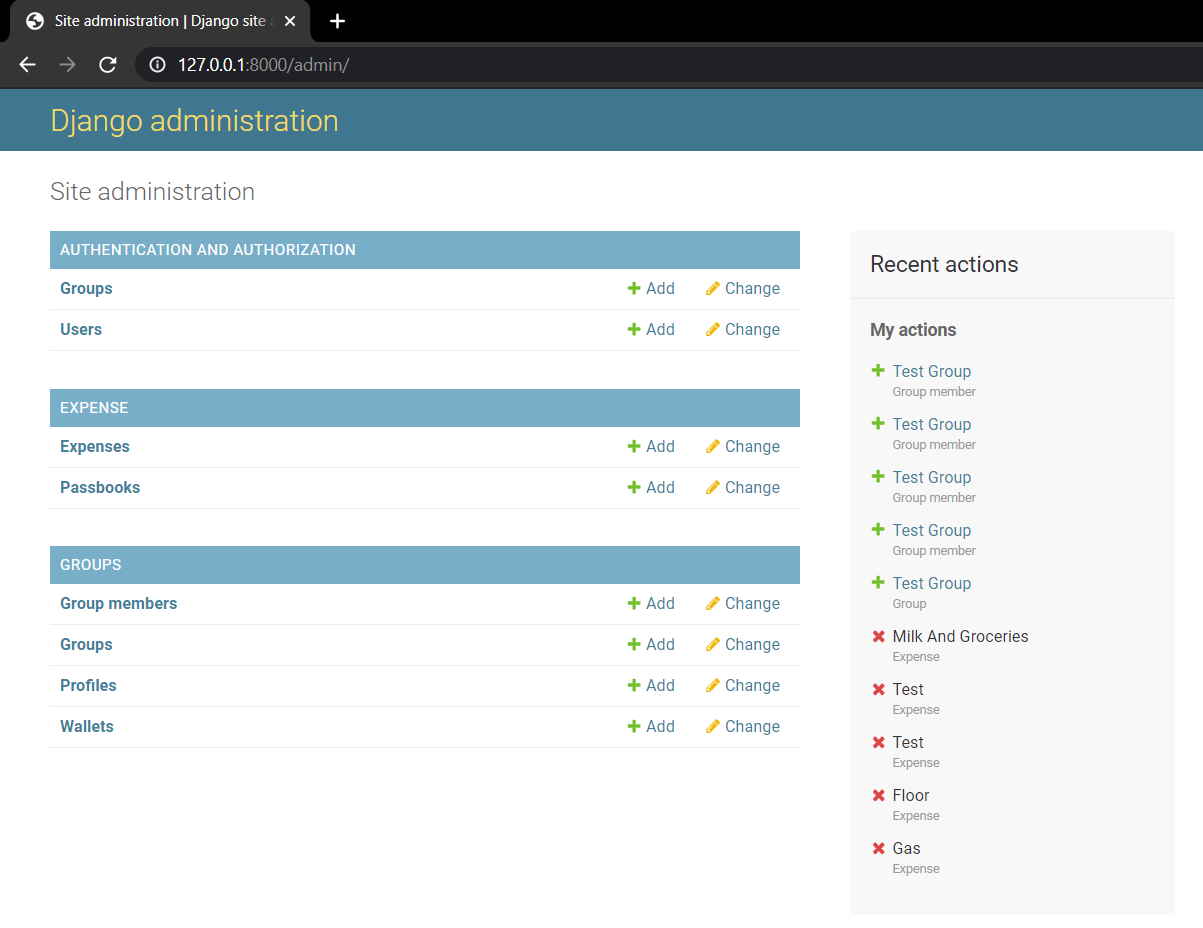 Site administration | Django site
127.0.0.1:8000/admin/
Django administration
Site administration
AUTHENTICATION AND AUTHORIZATION
Groups Add Change
Users Add Change
EXPENSE
Expenses Add Change
Passbooks Add Change
GROUPS
Group members Add Change
Groups Add Change
Profiles Add Change
Wallets Add Change
Recent actions
My actions
Test Group
Group member
Test Group
Group member
Test Group
Group member
Test Group
Group member
Test Group
Group
Milk And Groceries
Expense
Test
Expense
Test
Expense
Floor
Expense
Gas
Expense